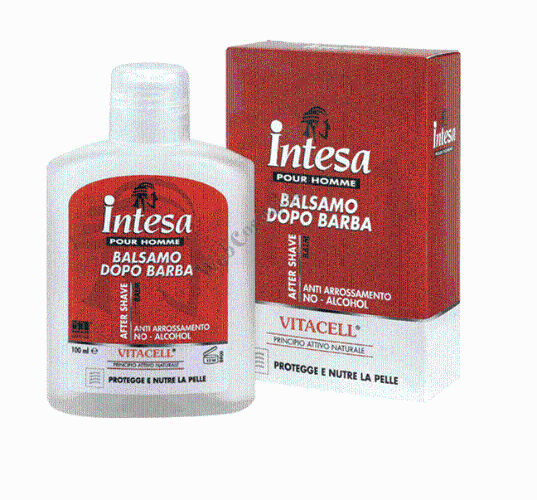 intesa
POUR HOMME
BALSAMO
DOPO BARBA
AFTER SHAVE
BALM
ANTI ARROSSAMENTO
NO - ALCOHOL
100 ml e
VITACELL®
PRINCIPIO ATTIVO NATURALE
PROTEGGE E NUTRE LA PELLE
intesa
POUR HOMME
BALSAMO
DOPO BARBA
AFTER SHAVE
BALM
ANTI ARROSSAMENTO
NO - ALCOHOL
VITACELL®
PRINCIPIO ATTIVO NATURALE
PROTEGGE E NUTRE LA PELLE
intesa